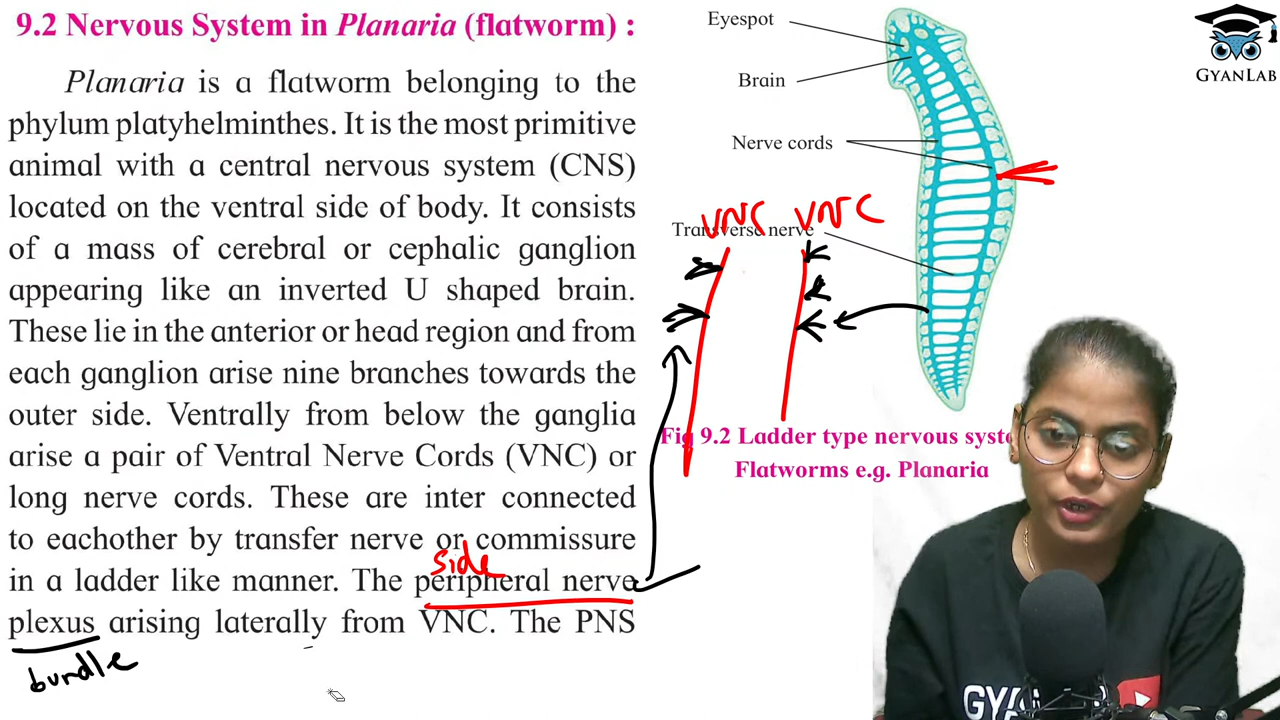 9.2 Nervous System in Planaria (flatworm) :
Planaria is a flatworm belonging to the
phylum platyhelminthes. It is the most primitive
animal with a central nervous system (CNS)
located on the ventral side of body. It consists
of a mass of cerebral or cephalic ganglion
appearing like an inverted U shaped brain.
These lie in the anterior or head region and from
each ganglion arise nine branches towards the
outer side. Ventrally from below the ganglia
arise a pair of Ventral Nerve Cords (VNC) or
long nerve cords. These are inter connected
to eachother by transfer nerve or commissure
side
in a ladder like manner. The peripheral nerve
plexus arising laterally from VNC. The PNS
bundle
Eyespot
Brain
Nerve cords
VNC VNC
Transverse nerve
Fig 9.2 Ladder type nervous syste
Flatworms e.g. Planaria
GYANLAB
GYA